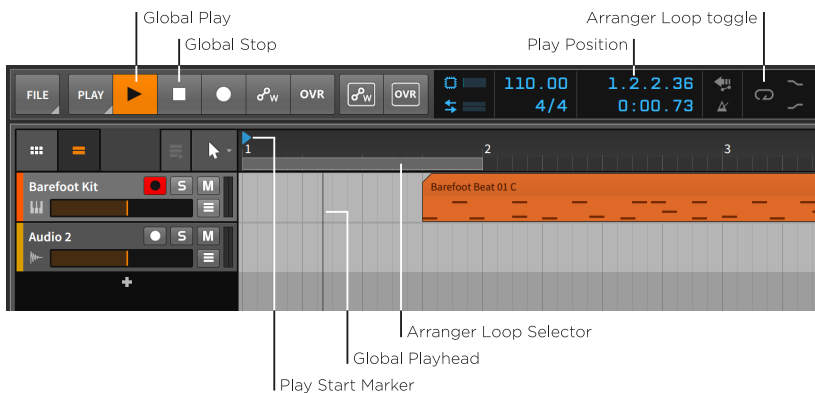 Global Play
Arranger Loop toggle
Global Stop
Play Position
FILE PLAY W OVR W OVR 110.00 1.2.2.36
4/4 0:00.73
1 2 3
Barefoot Kit S M Barefoot Beat 01 C
Audio 2 S M
Arranger Loop Selector
Global Playhead
Play Start Marker